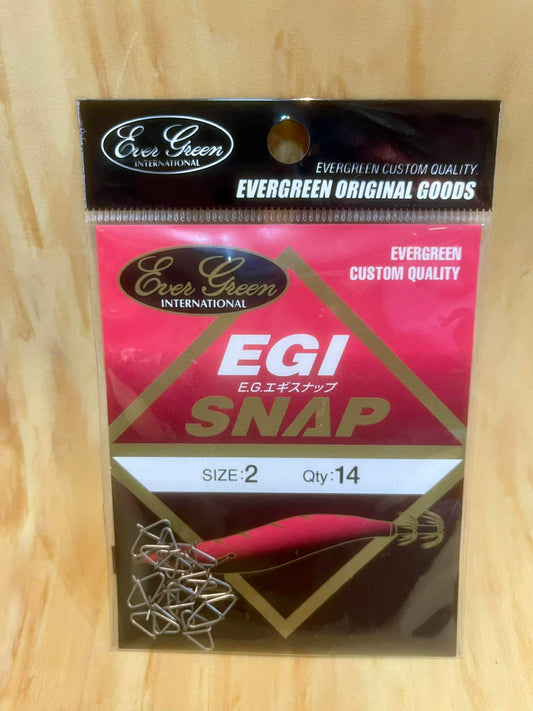 Ever Green
INTERNATIONAL
EVERGREEN CUSTOM QUALITY.
EVERGREEN ORIGINAL GOODS
Ever Green
INTERNATIONAL
EVERGREEN
CUSTOM QUALITY
EGI
E.G.エギスナップ
SNAP
SIZE:2 Qty:14